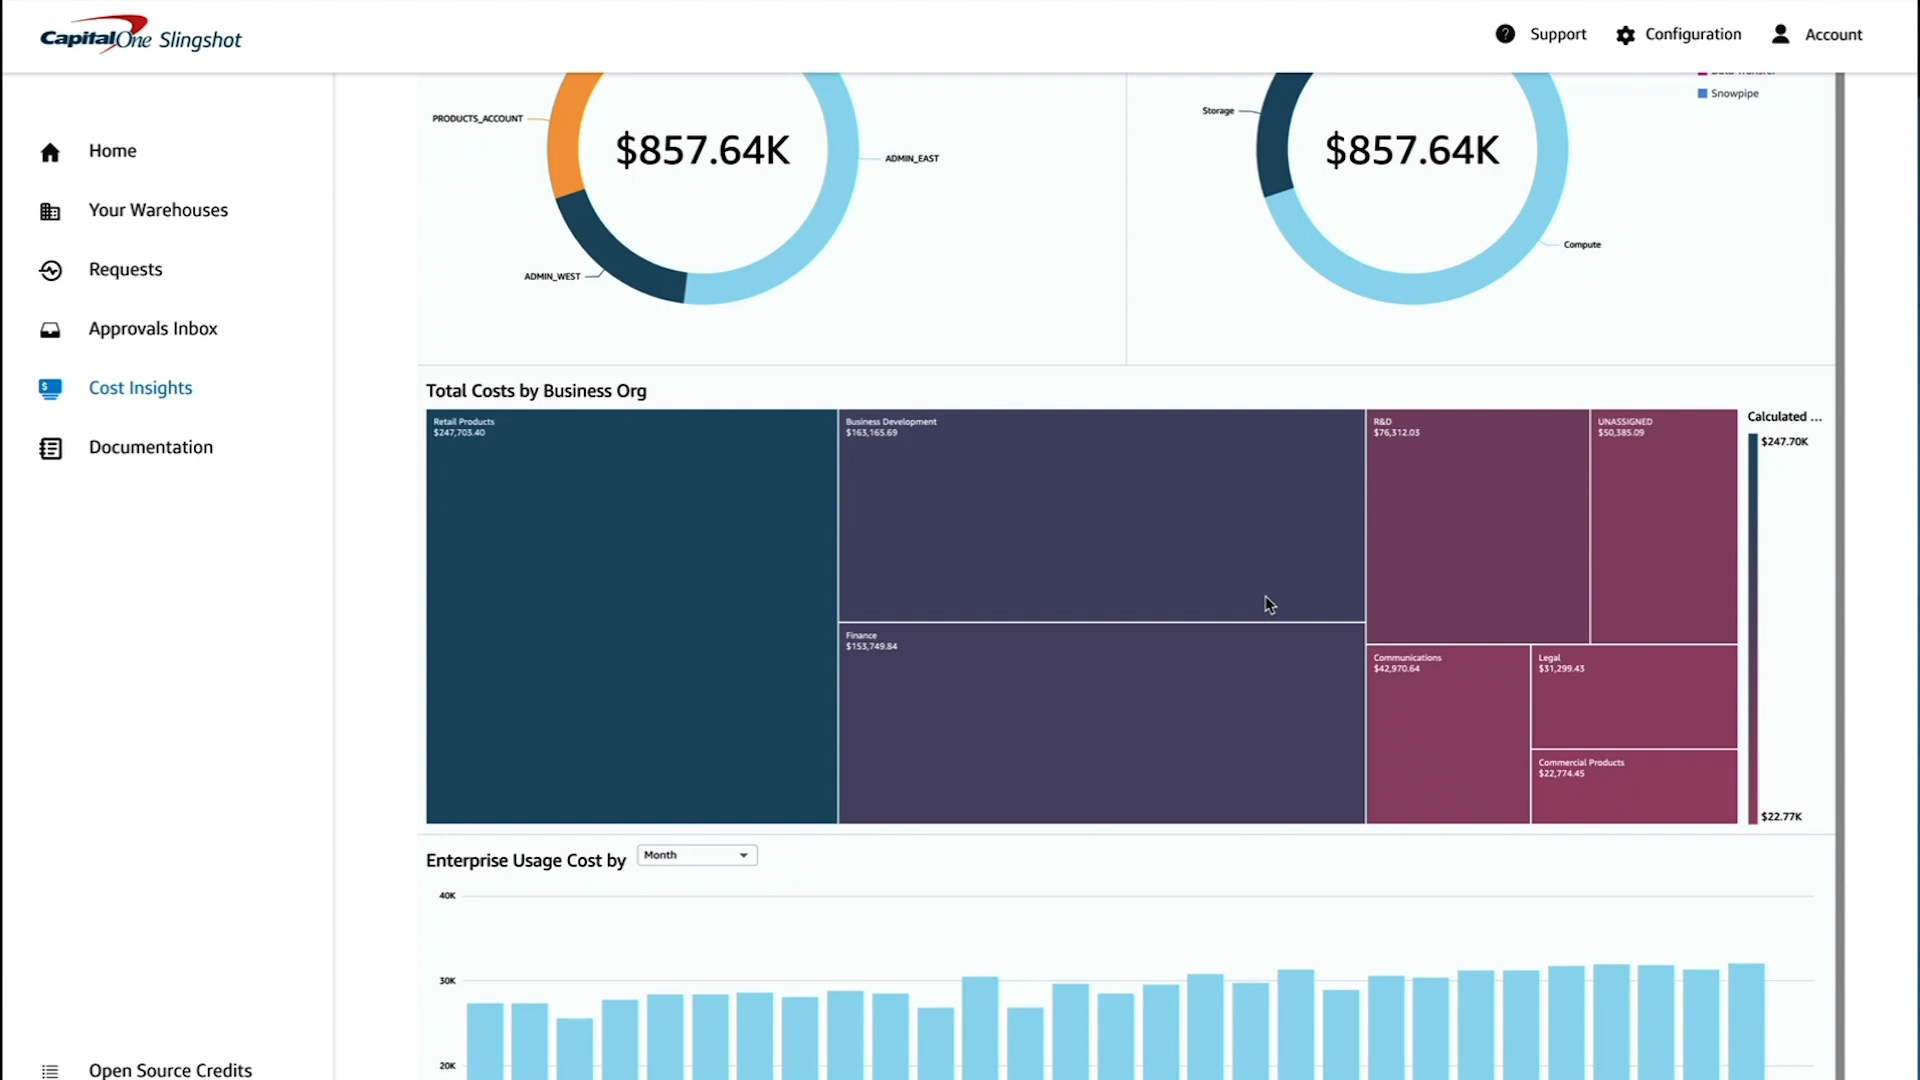 CapitalOne Slingshot
Support
Configuration
Account
Home
Your Warehouses
Requests
Approvals Inbox
Cost Insights
Documentation
Open Source Credits
PRODUCTS_ACCOUNT
$857.64K
ADMIN_EAST
ADMIN_WEST
Storage
$857.64K
Compute
Data Transfer
Snowpipe
Total Costs by Business Org
Retail Products
$247,703.40
Business Development
$163,165.69
Finance
$153,749.84
R&D
$76,312.03
UNASSIGNED
$50,385.09
Communications
$42,970.64
Legal
$31,299.43
Commercial Products
$22,774.45
Calculated ...
$247.70K
$22.77K
Enterprise Usage Cost by
Month
40K
30K
20K